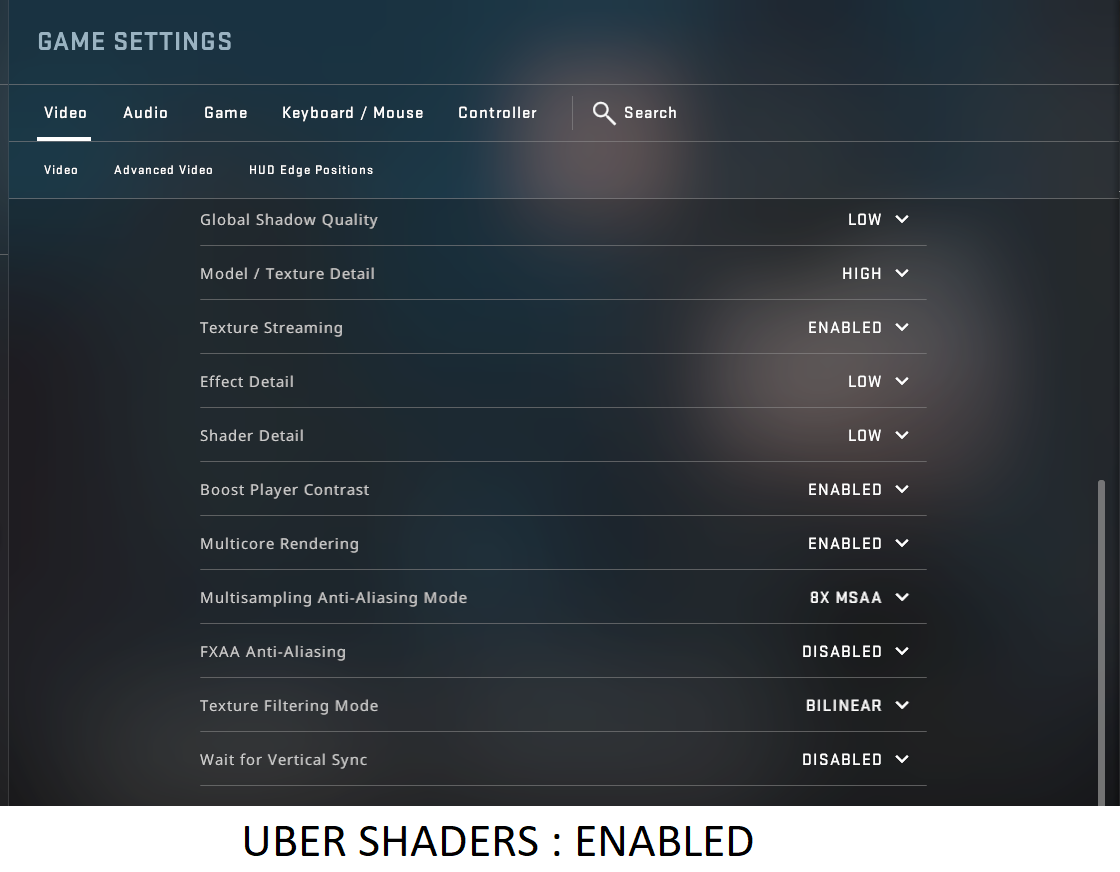 GAME SETTINGS
Video Audio Game Keyboard / Mouse Controller Search
Video Advanced Video HUD Edge Positions
Global Shadow Quality LOW
Model / Texture Detail HIGH
Texture Streaming ENABLED
Effect Detail LOW
Shader Detail LOW
Boost Player Contrast ENABLED
Multicore Rendering ENABLED
Multisampling Anti-Aliasing Mode 8X MSAA
FXAA Anti-Aliasing DISABLED
Texture Filtering Mode BILINEAR
Wait for Vertical Sync DISABLED
UBER SHADERS : ENABLED